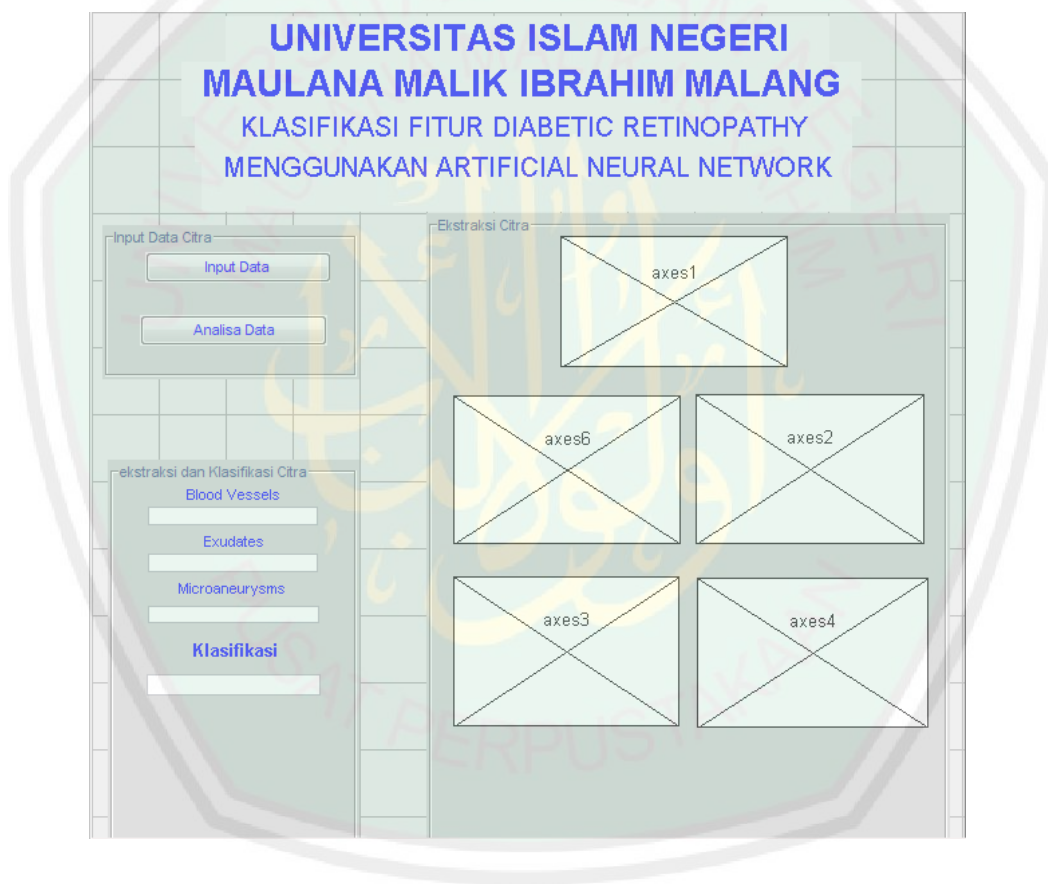 UNIVERSITAS ISLAM NEGERI
MAULANA MALIK IBRAHIM MALANG
KLASIFIKASI FITUR DIABETIC RETINOPATHY
MENGGUNAKAN ARTIFICIAL NEURAL NETWORK
Input Data Citra
Input Data
Analisa Data
ekstraksi dan Klasifikasi Citra
Blood Vessels
Exudates
Microaneurysms
Klasifikasi
Ekstraksi Citra
axes1
axes6
axes2
axes3
axes4
PUSAT PERPUSTAKAAN